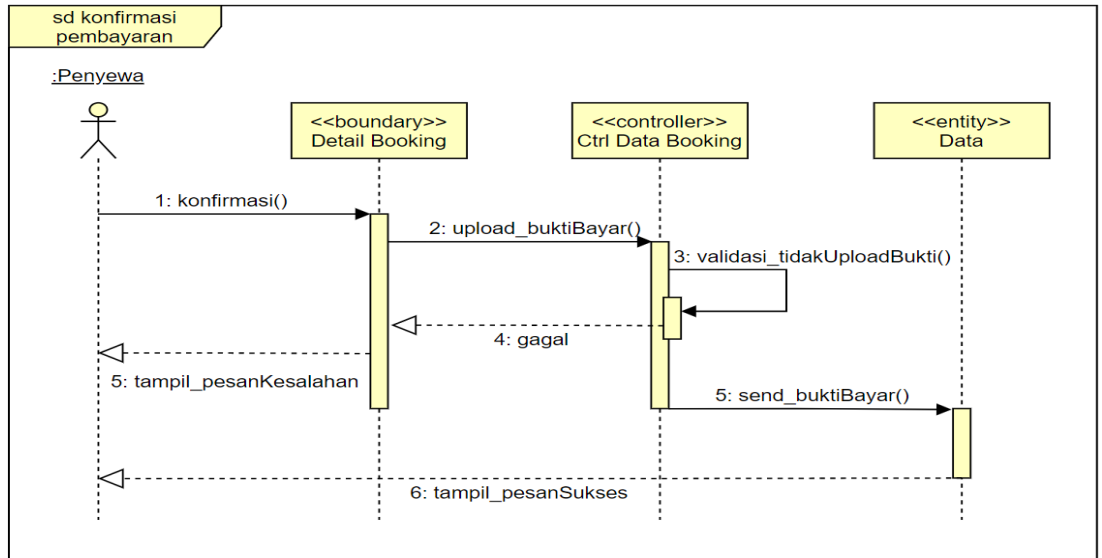 sd konfirmasi
pembayaran
:Penyewa
<<boundary>>
Detail Booking
<<controller>>
Ctrl Data Booking
<<entity>>
Data
1: konfirmasi()
2: upload_buktiBayar()
3: validasi_tidakUploadBukti()
4: gagal
5: tampil_pesanKesalahan
5: send_buktiBayar()
6: tampil_pesanSukses